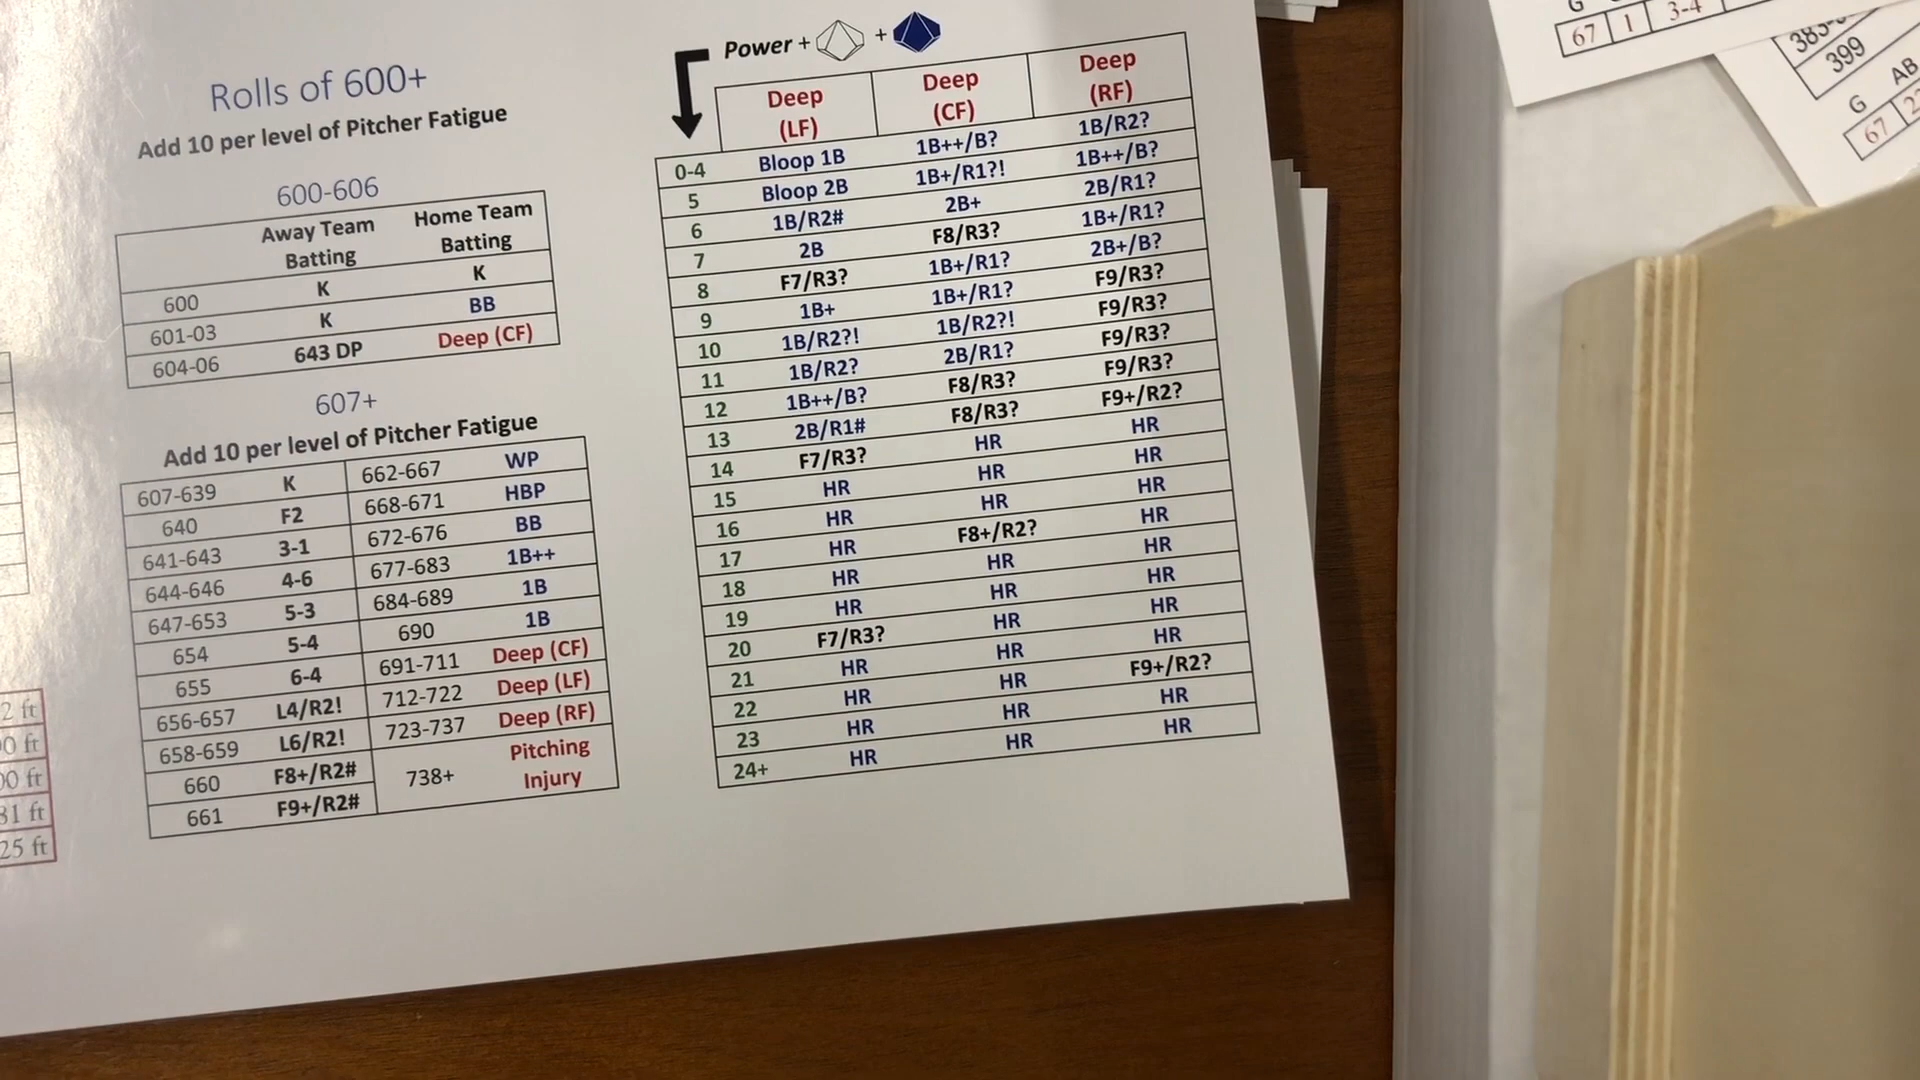 Rolls of 600+
Add 10 per level of Pitcher Fatigue
600-606
Away Team Batting Home Team Batting
600 K K
601-03 K BB
604-06 643 DP Deep (CF)
607+
Add 10 per level of Pitcher Fatigue
607-639 K 662-667 WP
640 F2 668-671 HBP
641-643 3-1 672-676 BB
644-646 4-6 677-683 1B++
647-653 5-3 684-689 1B
654 5-4 690 1B
655 6-4 691-711 Deep (CF)
656-657 L4/R2! 712-722 Deep (LF)
658-659 L6/R2! 723-737 Deep (RF)
660 F8+/R2# 738+ Pitching Injury
661 F9+/R2#
Power + +
Deep (LF) Deep (CF) Deep (RF)
0-4 Bloop 1B 1B++/B? 1B/R2?
5 Bloop 2B 1B+/R1?! 1B++/B?
6 1B/R2# 2B+ 2B/R1?
7 2B F8/R3? 1B+/R1?
8 F7/R3? 1B+/R1? 2B+/B?
9 1B+ 1B+/R1? F9/R3?
10 1B/R2?! 1B/R2?! F9/R3?
11 1B/R2? 2B/R1? F9/R3?
12 1B++/B? F8/R3? F9/R3?
13 2B/R1# F8/R3? F9+/R2?
14 F7/R3? HR HR
15 HR HR HR
16 HR HR HR
17 HR F8+/R2? HR
18 HR HR HR
19 HR HR HR
20 F7/R3? HR HR
21 HR HR HR
22 HR HR F9+/R2?
23 HR HR HR
24+ HR HR HR
2 ft
0 ft
00 ft
31 ft
25 ft
G
67 1 3-4
399
G AB
67